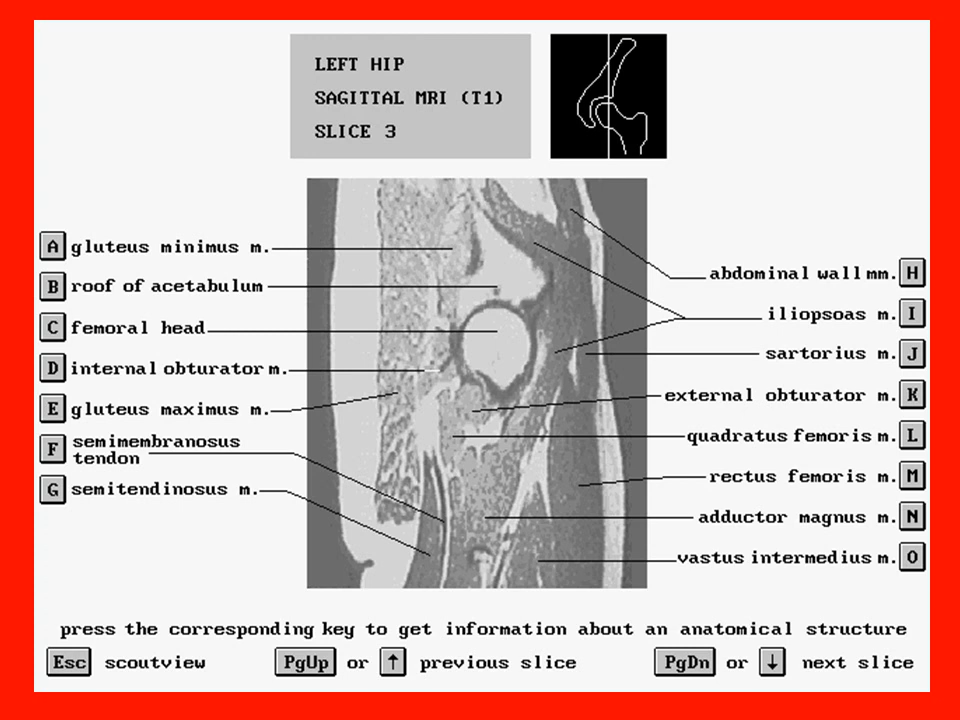 LEFT HIP
SAGITTAL MRI (T1)
SLICE 3
A gluteus minimus m.
B roof of acetabulum
C femoral head
D internal obturator m.
E gluteus maximus m.
F semimembranosus
tendon
G semitendinosus m.
abdominal wall mm. H
iliopsoas m. I
sartorius m. J
external obturator m. K
quadratus femoris m. L
rectus femoris m. M
adductor magnus m. N
vastus intermedius m. O
press the corresponding key to get information about an anatomical structure
Esc scoutview PgUp or ↑ previous slice PgDn or ↓ next slice